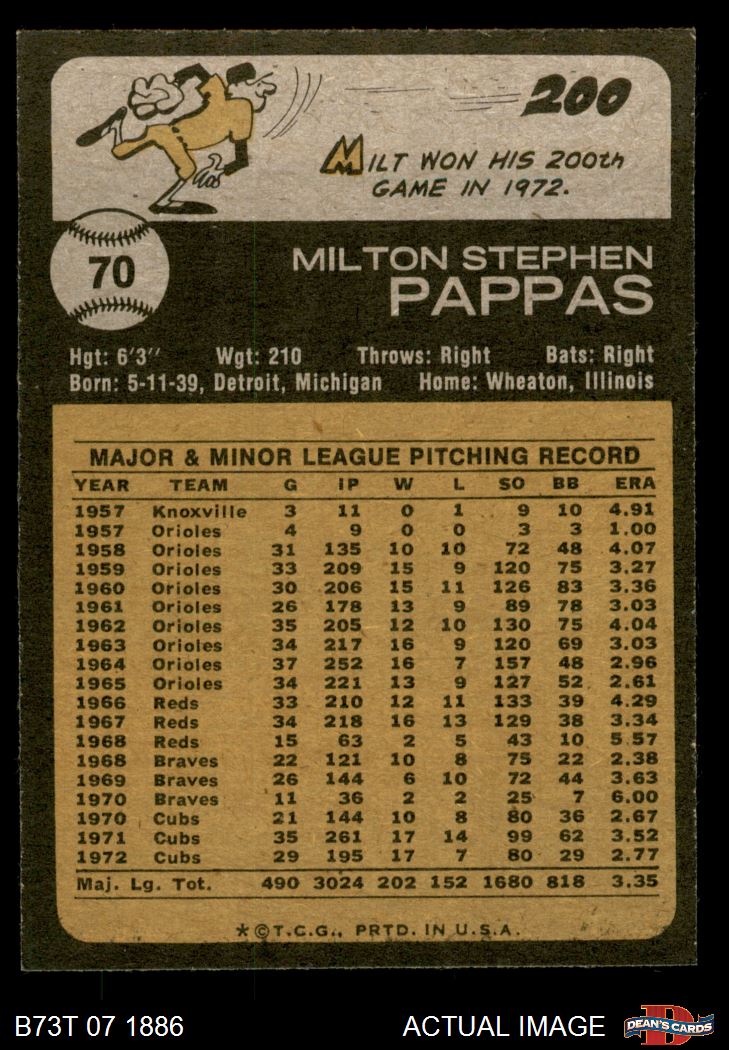 200
MILT WON HIS 200th
GAME IN 1972.
70
MILTON STEPHEN
PAPPAS
Hgt: 6'3" Wgt: 210 Throws: Right Bats: Right
Born: 5-11-39, Detroit, Michigan Home: Wheaton, Illinois
MAJOR & MINOR LEAGUE PITCHING RECORD
YEAR TEAM G IP W L SO BB ERA
1957 Knoxville 3 11 0 1 9 10 4.91
1957 Orioles 4 9 0 0 3 3 1.00
1958 Orioles 31 135 10 10 72 48 4.07
1959 Orioles 33 209 15 9 120 75 3.27
1960 Orioles 30 206 15 11 126 83 3.36
1961 Orioles 26 178 13 9 89 78 3.03
1962 Orioles 35 205 12 10 130 75 4.04
1963 Orioles 34 217 16 9 120 69 3.03
1964 Orioles 37 252 16 7 157 48 2.96
1965 Orioles 34 221 13 9 127 52 2.61
1966 Reds 33 210 12 11 133 39 4.29
1967 Reds 34 218 16 13 129 38 3.34
1968 Reds 15 63 2 5 43 10 5.57
1968 Braves 22 121 10 8 75 22 2.38
1969 Braves 26 144 6 10 72 44 3.63
1970 Braves 11 36 2 2 25 7 6.00
1970 Cubs 21 144 10 8 80 36 2.67
1971 Cubs 35 261 17 14 99 62 3.52
1972 Cubs 29 195 17 7 80 29 2.77
Maj. Lg. Tot. 490 3024 202 152 1680 818 3.35
*©T.C.G., PRTD. IN U.S.A.
B73T 07 1886 ACTUAL IMAGE
D
DEAN'S CARDS